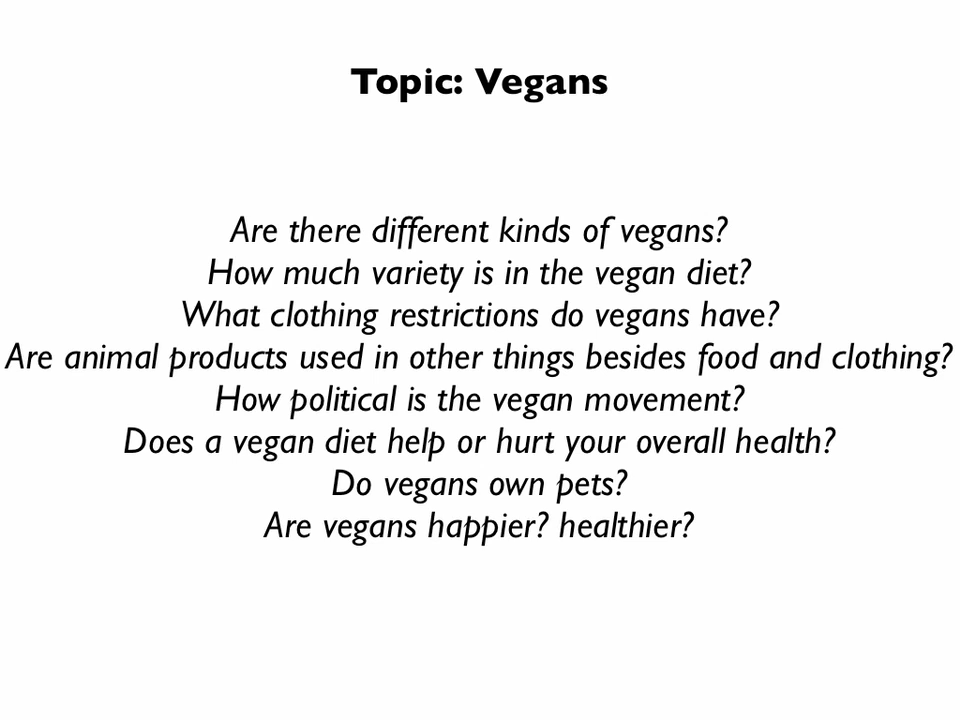 Topic: Vegans
Are there different kinds of vegans?
How much variety is in the vegan diet?
What clothing restrictions do vegans have?
Are animal products used in other things besides food and clothing?
How political is the vegan movement?
Does a vegan diet help or hurt your overall health?
Do vegans own pets?
Are vegans happier? healthier?